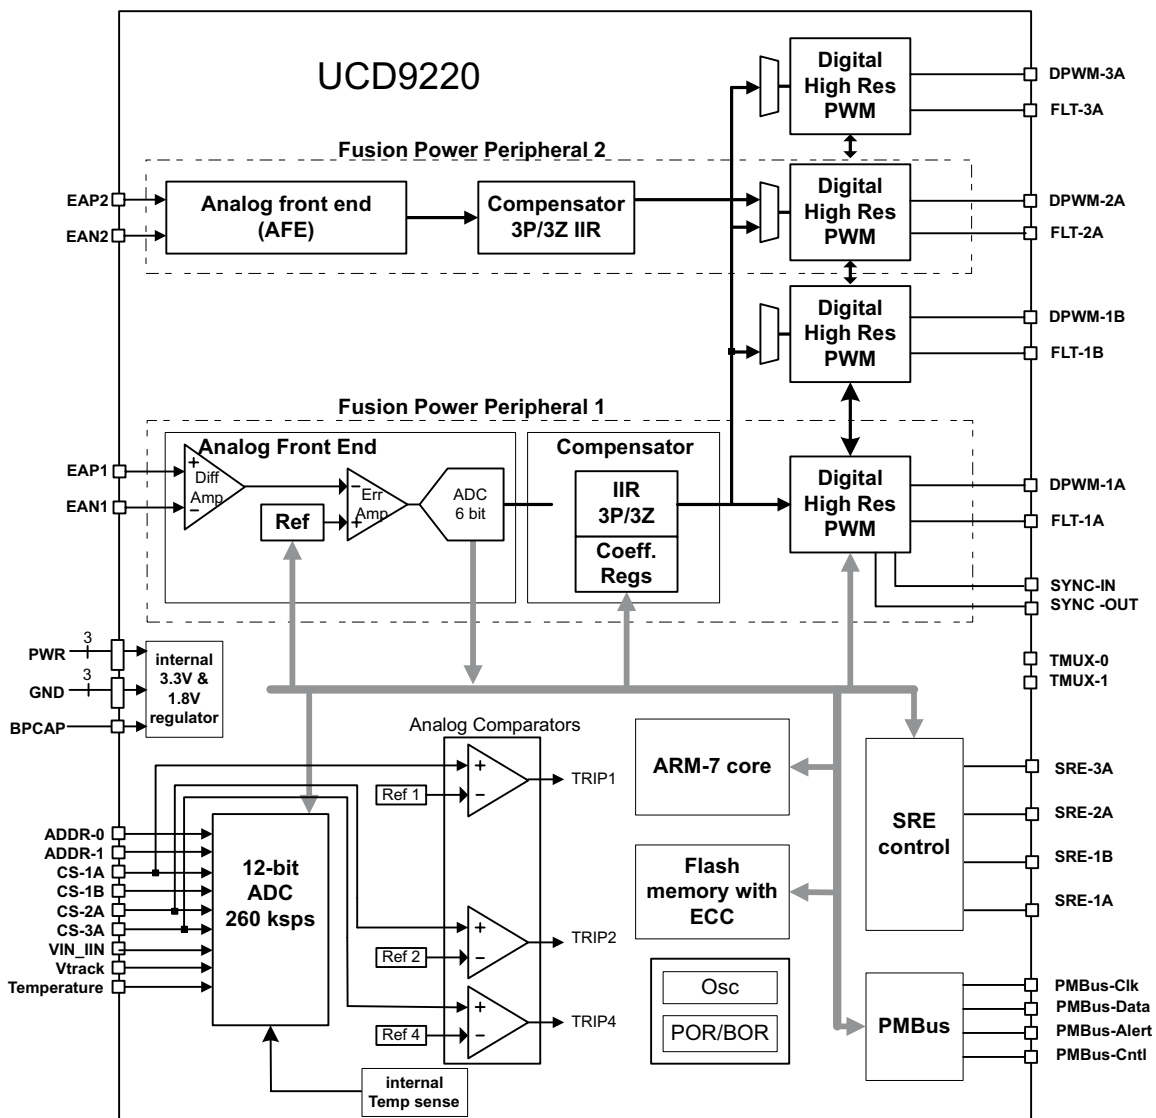 UCD9220
Digital
High Res
PWM
DPWM-3A
FLT-3A
Fusion Power Peripheral 2
EAP2
EAN2
Analog front end
(AFE)
Compensator
3P/3Z IIR
Digital
High Res
PWM
DPWM-2A
FLT-2A
Digital
High Res
PWM
DPWM-1B
FLT-1B
Fusion Power Peripheral 1
Analog Front End
Compensator
EAP1
EAN1
+
Diff
Amp
−
Ref
−
Err
Amp
+
ADC
6 bit
IIR
3P/3Z
Coeff.
Regs
Digital
High Res
PWM
DPWM-1A
FLT-1A
SYNC-IN
SYNC -OUT
TMUX-0
TMUX-1
PWR
3
GND
3
BPCAP
internal
3.3V &
1.8V
regulator
Analog Comparators
+
−
Ref 1
TRIP1
+
−
Ref 2
TRIP2
+
−
Ref 4
TRIP4
ARM-7 core
Flash
memory with
ECC
Osc
POR/BOR
SRE
control
SRE-3A
SRE-2A
SRE-1B
SRE-1A
ADDR-0
ADDR-1
CS-1A
CS-1B
CS-2A
CS-3A
VIN_IIN
Vtrack
Temperature
12-bit
ADC
260 ksps
internal
Temp sense
PMBus
PMBus-Clk
PMBus-Data
PMBus-Alert
PMBus-Cntl